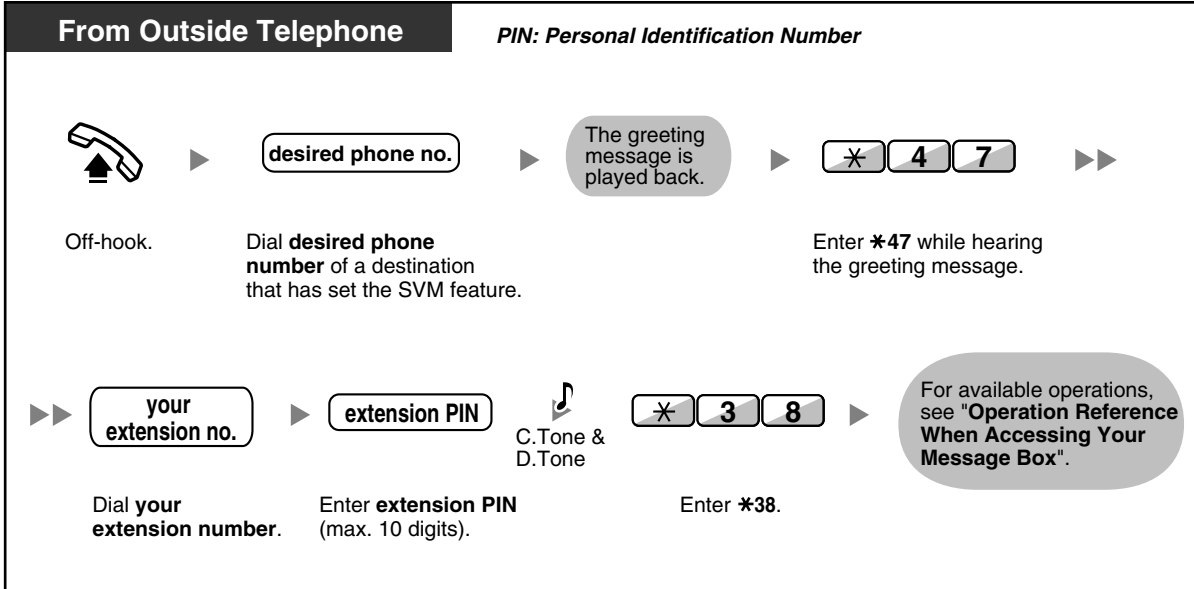 From Outside Telephone
PIN: Personal Identification Number
desired phone no.
The greeting
message is
played back.
* 4 7
Off-hook.
Dial desired phone
number of a destination
that has set the SVM feature.
Enter *47 while hearing
the greeting message.
your
extension no.
extension PIN
C.Tone &
D.Tone
* 3 8
For available operations,
see "Operation Reference
When Accessing Your
Message Box".
Dial your
extension number.
Enter extension PIN
(max. 10 digits).
Enter *38.